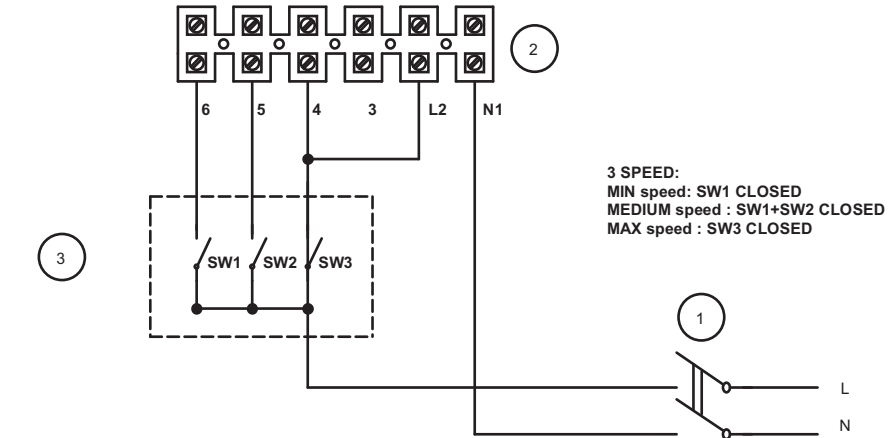 2
6 5 4 3 L2 N1
3 SPEED:
MIN speed: SW1 CLOSED
MEDIUM speed : SW1+SW2 CLOSED
MAX speed : SW3 CLOSED
3
SW1 SW2 SW3
1
L
N